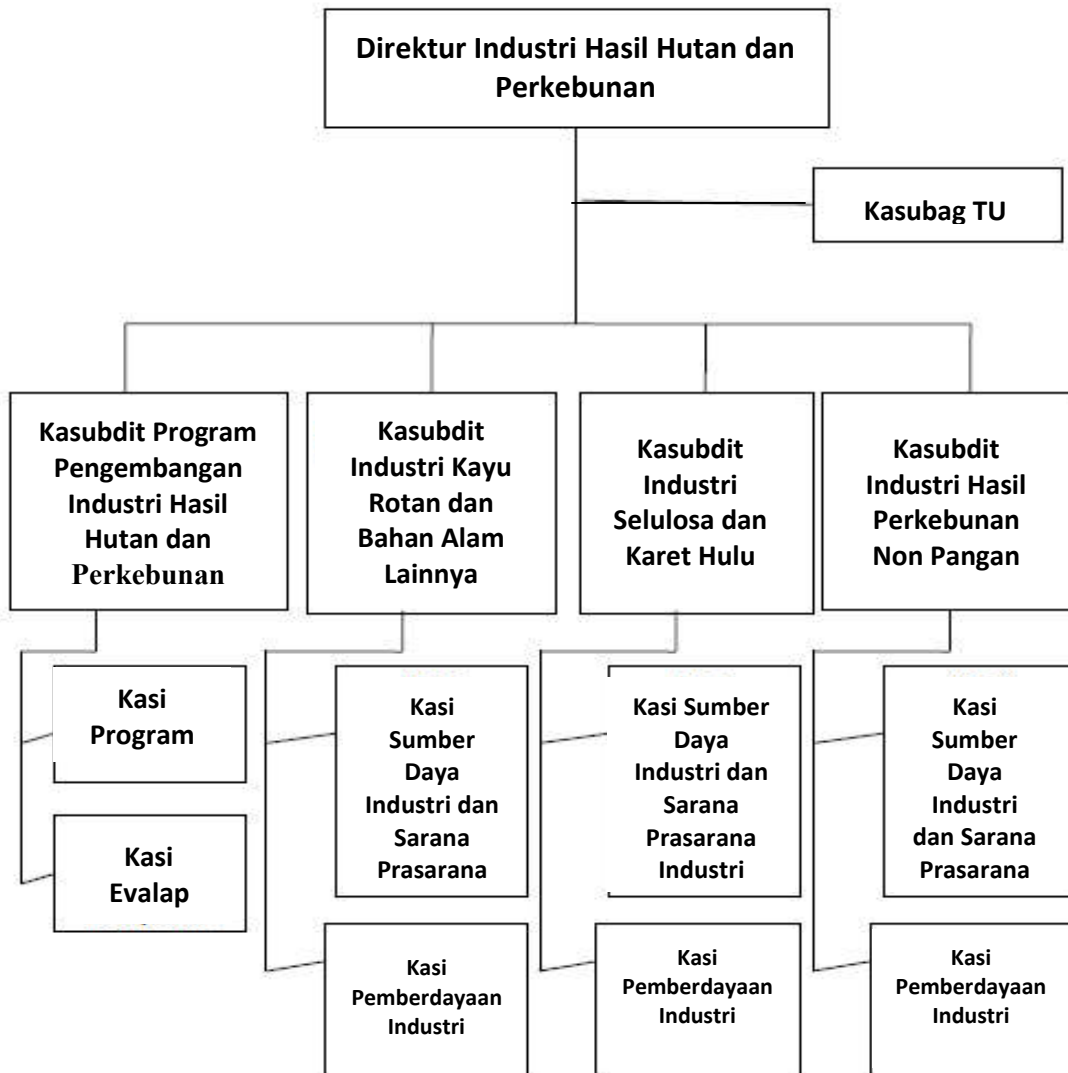 Direktur Industri Hasil Hutan dan
Perkebunan
Kasubag TU
Kasubdit Program
Pengembangan
Industri Hasil
Hutan dan
Perkebunan
Kasubdit
Industri Kayu
Rotan dan
Bahan Alam
Lainnya
Kasubdit
Industri
Selulosa dan
Karet Hulu
Kasubdit
Industri Hasil
Perkebunan
Non Pangan
Kasi
Program
Kasi
Evalap
Kasi
Sumber
Daya
Industri dan
Sarana
Prasarana
Kasi
Pemberdayaan
Industri
Kasi Sumber
Daya
Industri dan
Sarana
Prasarana
Industri
Kasi
Pemberdayaan
Industri
Kasi
Sumber
Daya
Industri
dan Sarana
Prasarana
Kasi
Pemberdayaan
Industri